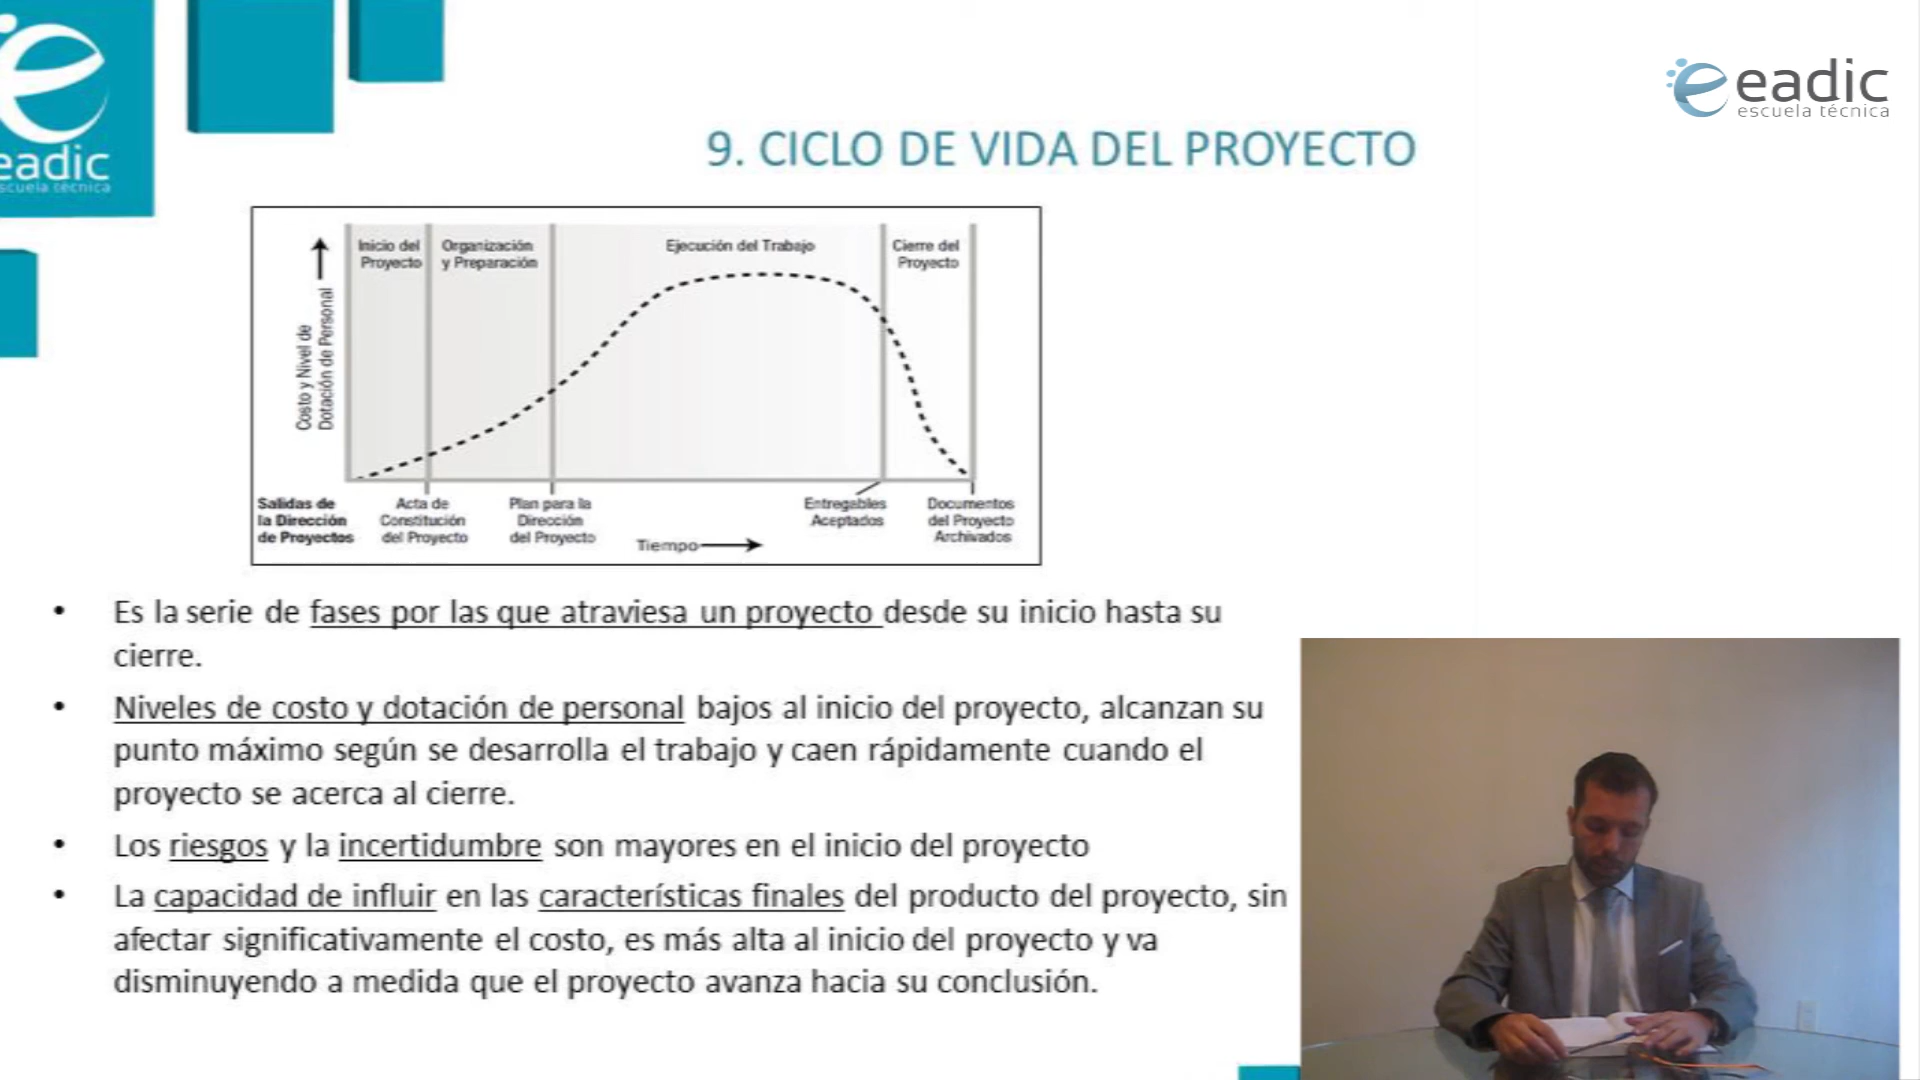 eadic
escuela técnica
eadic
escuela técnica
9. CICLO DE VIDA DEL PROYECTO
Inicio del
Proyecto
Organización
y Preparación
Ejecución del Trabajo
Cierre del
Proyecto
Costo y Nivel de
Dotación de Personal
Salidas de
la Dirección
de Proyectos
Acta de
Constitución
del Proyecto
Plan para la
Dirección
del Proyecto
Tiempo
Entregables
Aceptados
Documentos
del Proyecto
Archivados
• Es la serie de fases por las que atraviesa un proyecto desde su inicio hasta su
cierre.
• Niveles de costo y dotación de personal bajos al inicio del proyecto, alcanzan su
punto máximo según se desarrolla el trabajo y caen rápidamente cuando el
proyecto se acerca al cierre.
• Los riesgos y la incertidumbre son mayores en el inicio del proyecto
• La capacidad de influir en las características finales del producto del proyecto, sin
afectar significativamente el costo, es más alta al inicio del proyecto y va
disminuyendo a medida que el proyecto avanza hacia su conclusión.